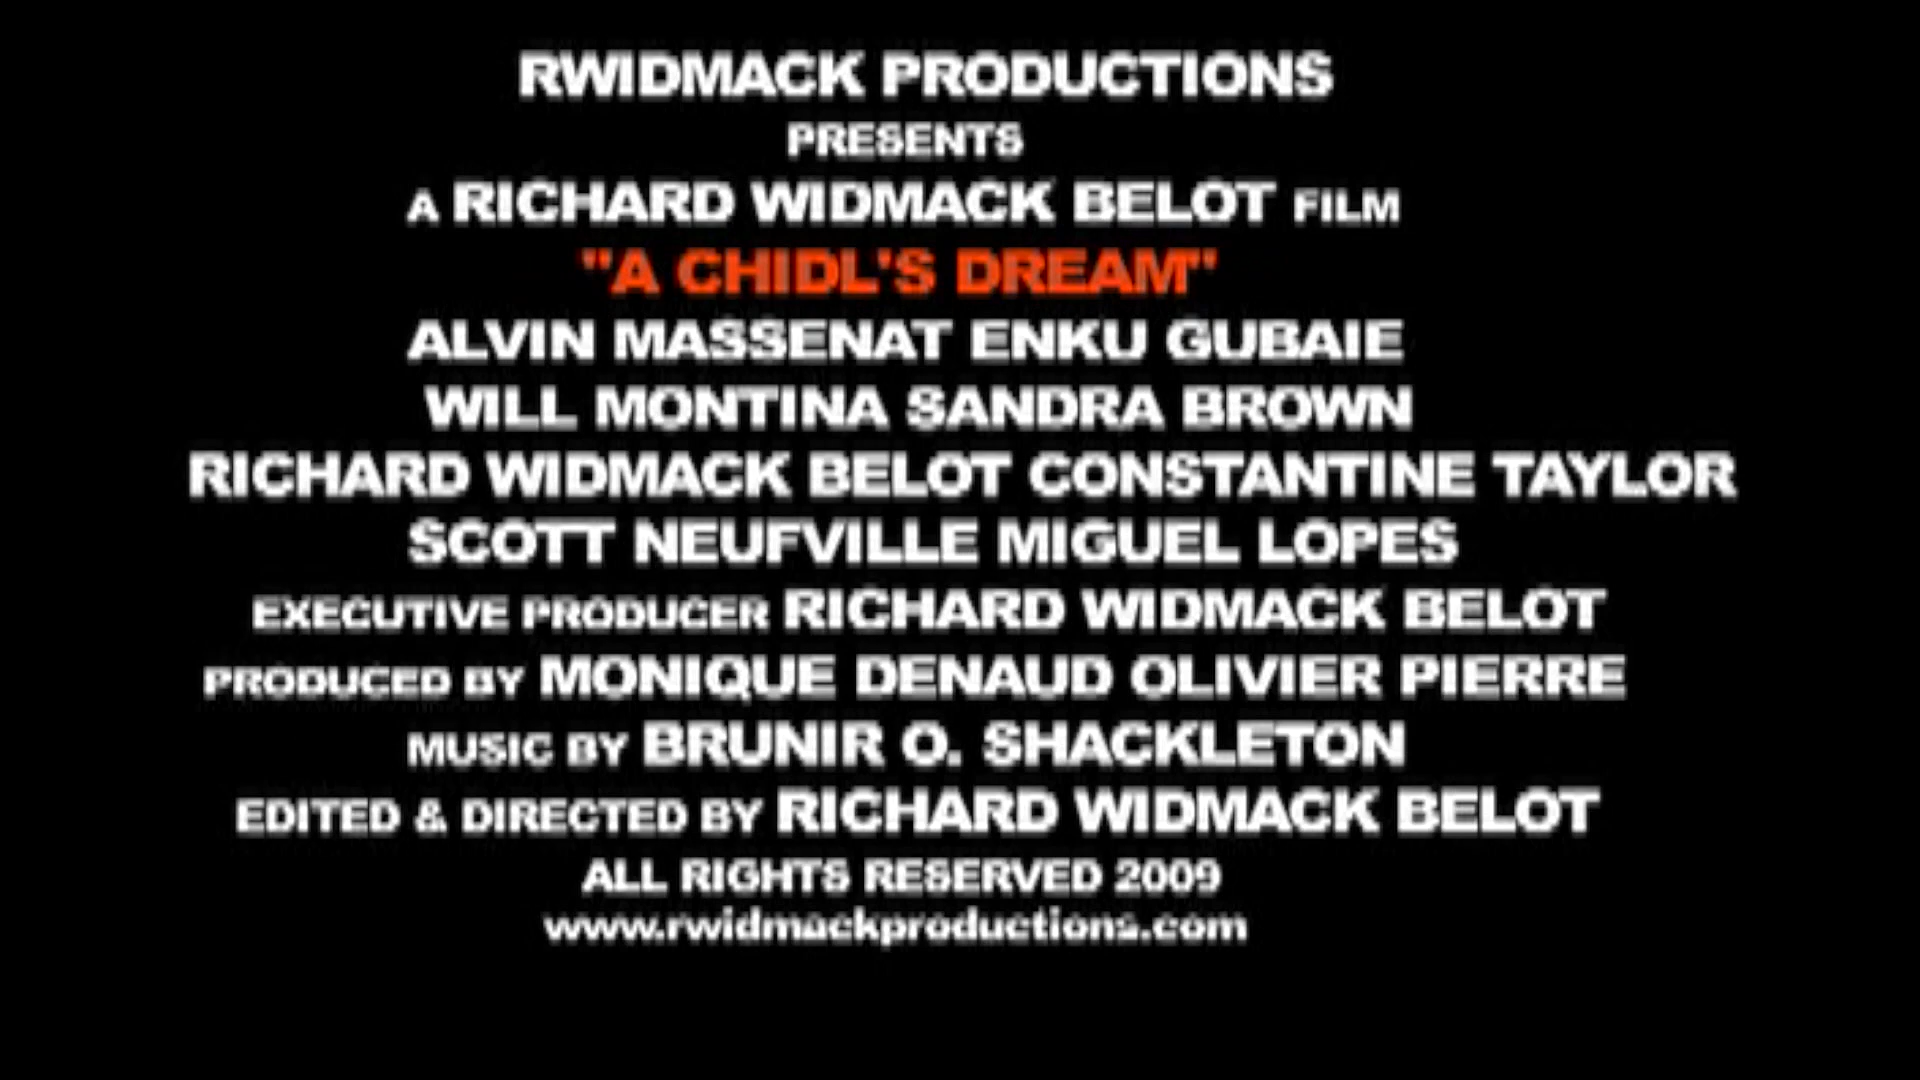 RWIDMACK PRODUCTIONS
PRESENTS
A RICHARD WIDMACK BELOT FILM
"A CHIDL'S DREAM"
ALVIN MASSENAT ENKU GUBAIE
WILL MONTINA SANDRA BROWN
RICHARD WIDMACK BELOT CONSTANTINE TAYLOR
SCOTT NEUFVILLE MIGUEL LOPES
EXECUTIVE PRODUCER RICHARD WIDMACK BELOT
PRODUCED BY MONIQUE DENAUD OLIVIER PIERRE
MUSIC BY BRUNIR O. SHACKLETON
EDITED & DIRECTED BY RICHARD WIDMACK BELOT
ALL RIGHTS RESERVED 2009
www.rwidmackproductions.com